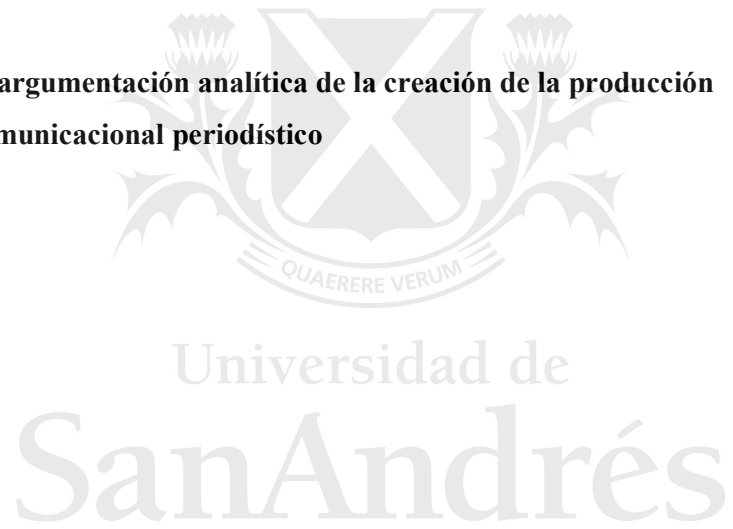 argumentación analítica de la creación de la producción
municacional periodístico
QUAERERE VERUM
Universidad de
SanAndrés